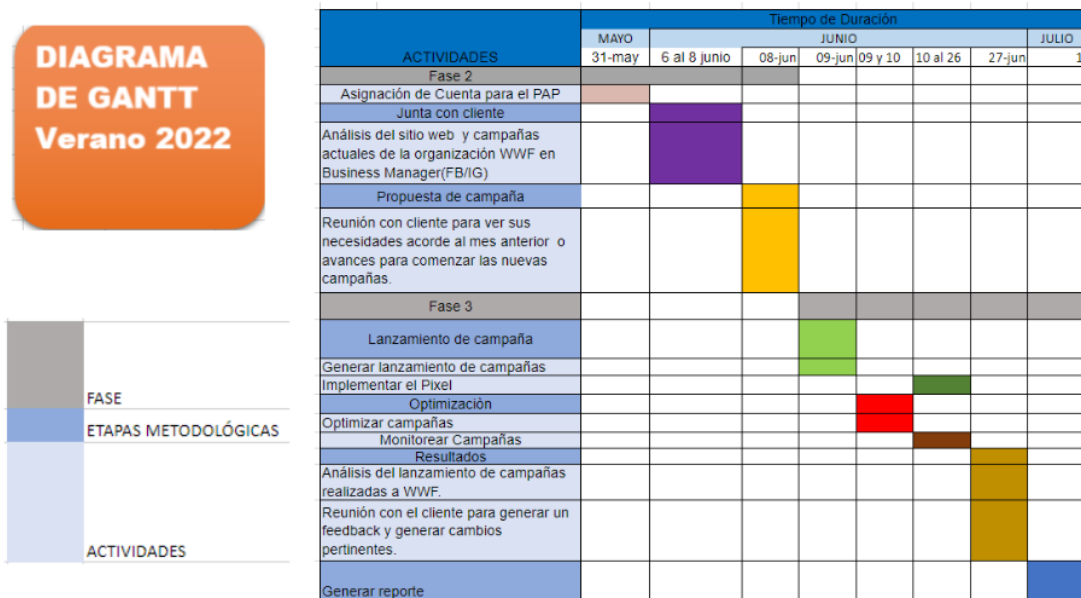 DIAGRAMA
DE GANTT
Verano 2022
FASE
ETAPAS METODOLÓGICAS
ACTIVIDADES
Tiempo de Duración
MAYO JUNIO JULIO
ACTIVIDADES 31-may 6 al 8 junio 08-jun 09-jun 09 y 10 10 al 26 27-jun 1
Fase 2
Asignación de Cuenta para el PAP
Junta con cliente
Análisis del sitio web y campañas
actuales de la organización WWF en
Business Manager(FB/IG)
Propuesta de campaña
Reunión con cliente para ver sus
necesidades acorde al mes anterior o
avances para comenzar las nuevas
campañas.
Fase 3
Lanzamiento de campaña
Generar lanzamiento de campañas
Implementar el Pixel
Optimización
Optimizar campañas
Monitorear Campañas
Resultados
Análisis del lanzamiento de campañas
realizadas a WWF.
Reunión con el cliente para generar un
feedback y generar cambios
pertinentes.
Generar reporte